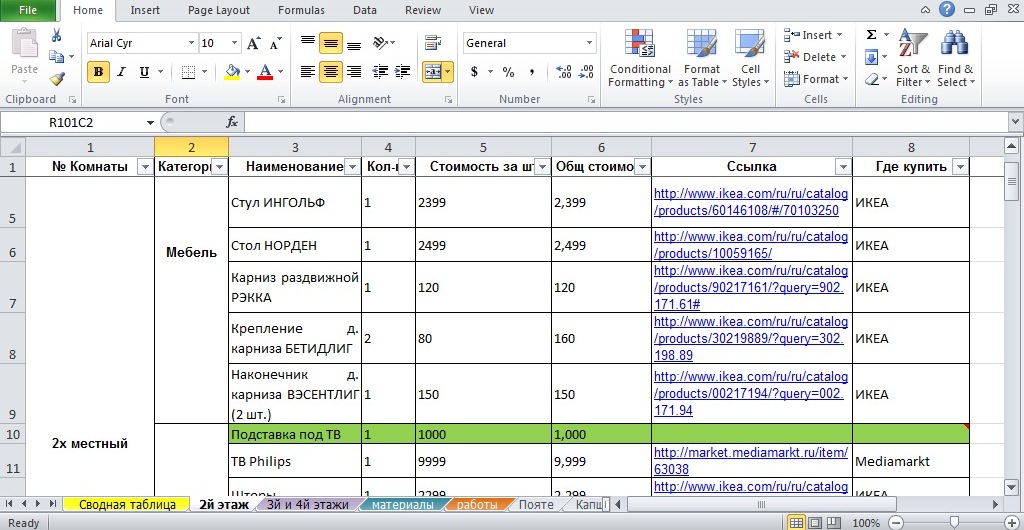 File Home Insert Page Layout Formulas Data Review View
Paste
Arial Cyr 10
B I U
General
$ % ,
Conditional Formatting
Format as Table
Cell Styles
Insert
Delete
Format
Sort & Filter
Find & Select
Clipboard Font Alignment Number Styles Cells Editing
R101C2 fx
1 2 3 4 5 6 7 8
1 № Комнаты Категор Наименование Кол- Стоимость за ш Общ стоимо Ссылка Где купить
5 Стул ИНГОЛЬФ 1 2399 2,399 http://www.ikea.com/ru/ru/catalog
/products/60146108/#/70103250 ИКЕА
Мебель
6 Стол НОРДЕН 1 2499 2,499 http://www.ikea.com/ru/ru/catalog
/products/10059165/ ИКЕА
7 Карниз раздвижной
РЭККА 1 120 120 http://www.ikea.com/ru/ru/catalog
/products/90217161/?query=902.
171.61# ИКЕА
8 Крепление д.
карниза БЕТИДЛИГ 2 80 160 http://www.ikea.com/ru/ru/catalog
/products/30219889/?query=302.
198.89 ИКЕА
9 Наконечник д.
карниза ВЭСЕНТЛИГ
(2 шт.) 1 150 150 http://www.ikea.com/ru/ru/catalog
/products/00217194/?query=002.
171.94 ИКЕА
2х местный
10 Подставка под ТВ 1 1000 1,000
11 ТВ Philips 1 9999 9,999 http://market.mediamarkt.ru/item/
63038 Mediamarkt
Шторы 1 2299 2,299 http://www.ikea.com/ru/ru/catalog ИКЕА
Сводная таблица 2й этаж 3й и 4й этажи материалы работы Пояте Капц
Ready 100%